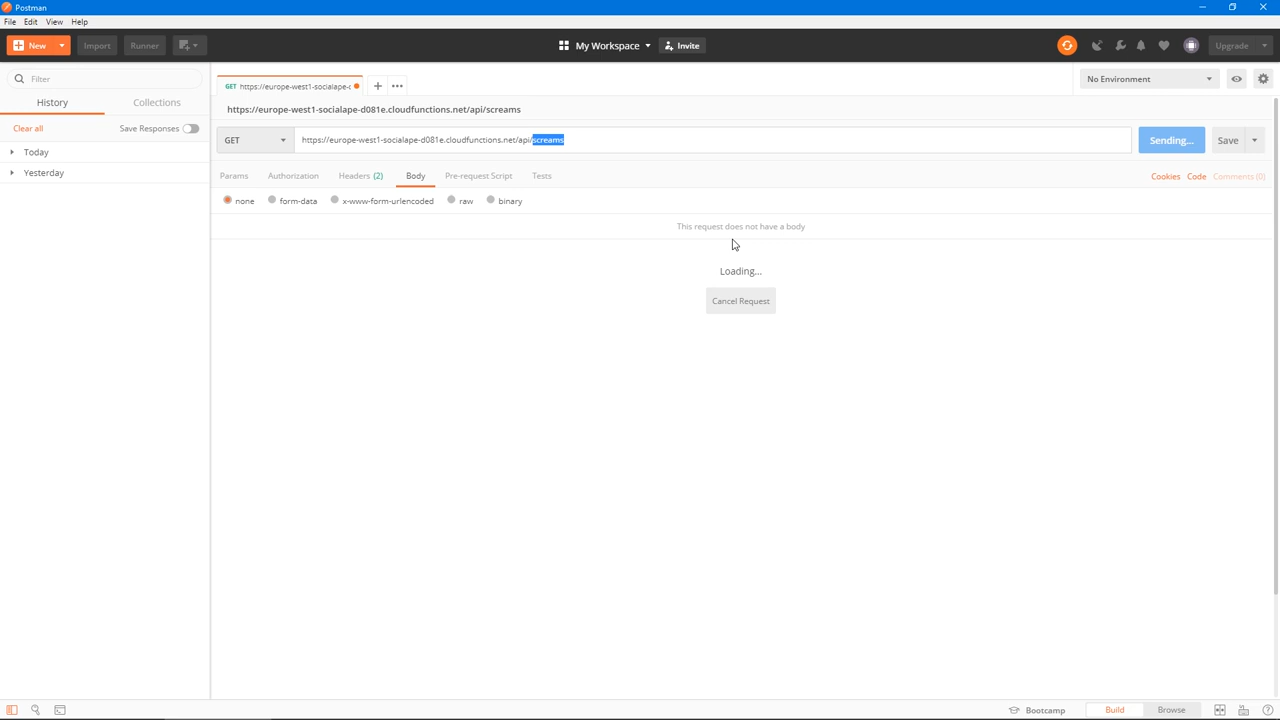 Postman
File Edit View Help
New Import Runner My Workspace Invite Upgrade
Filter
History Collections
Clear all Save Responses
Today
Yesterday
GET https://europe-west1-socialape-c
No Environment
https://europe-west1-socialape-d081e.cloudfunctions.net/api/screams
GET https://europe-west1-socialape-d081e.cloudfunctions.net/api/screams Sending... Save
Params Authorization Headers (2) Body Pre-request Script Tests Cookies Code Comments (0)
none form-data x-www-form-urlencoded raw binary
This request does not have a body
Loading...
Cancel Request
Bootcamp Build Browse